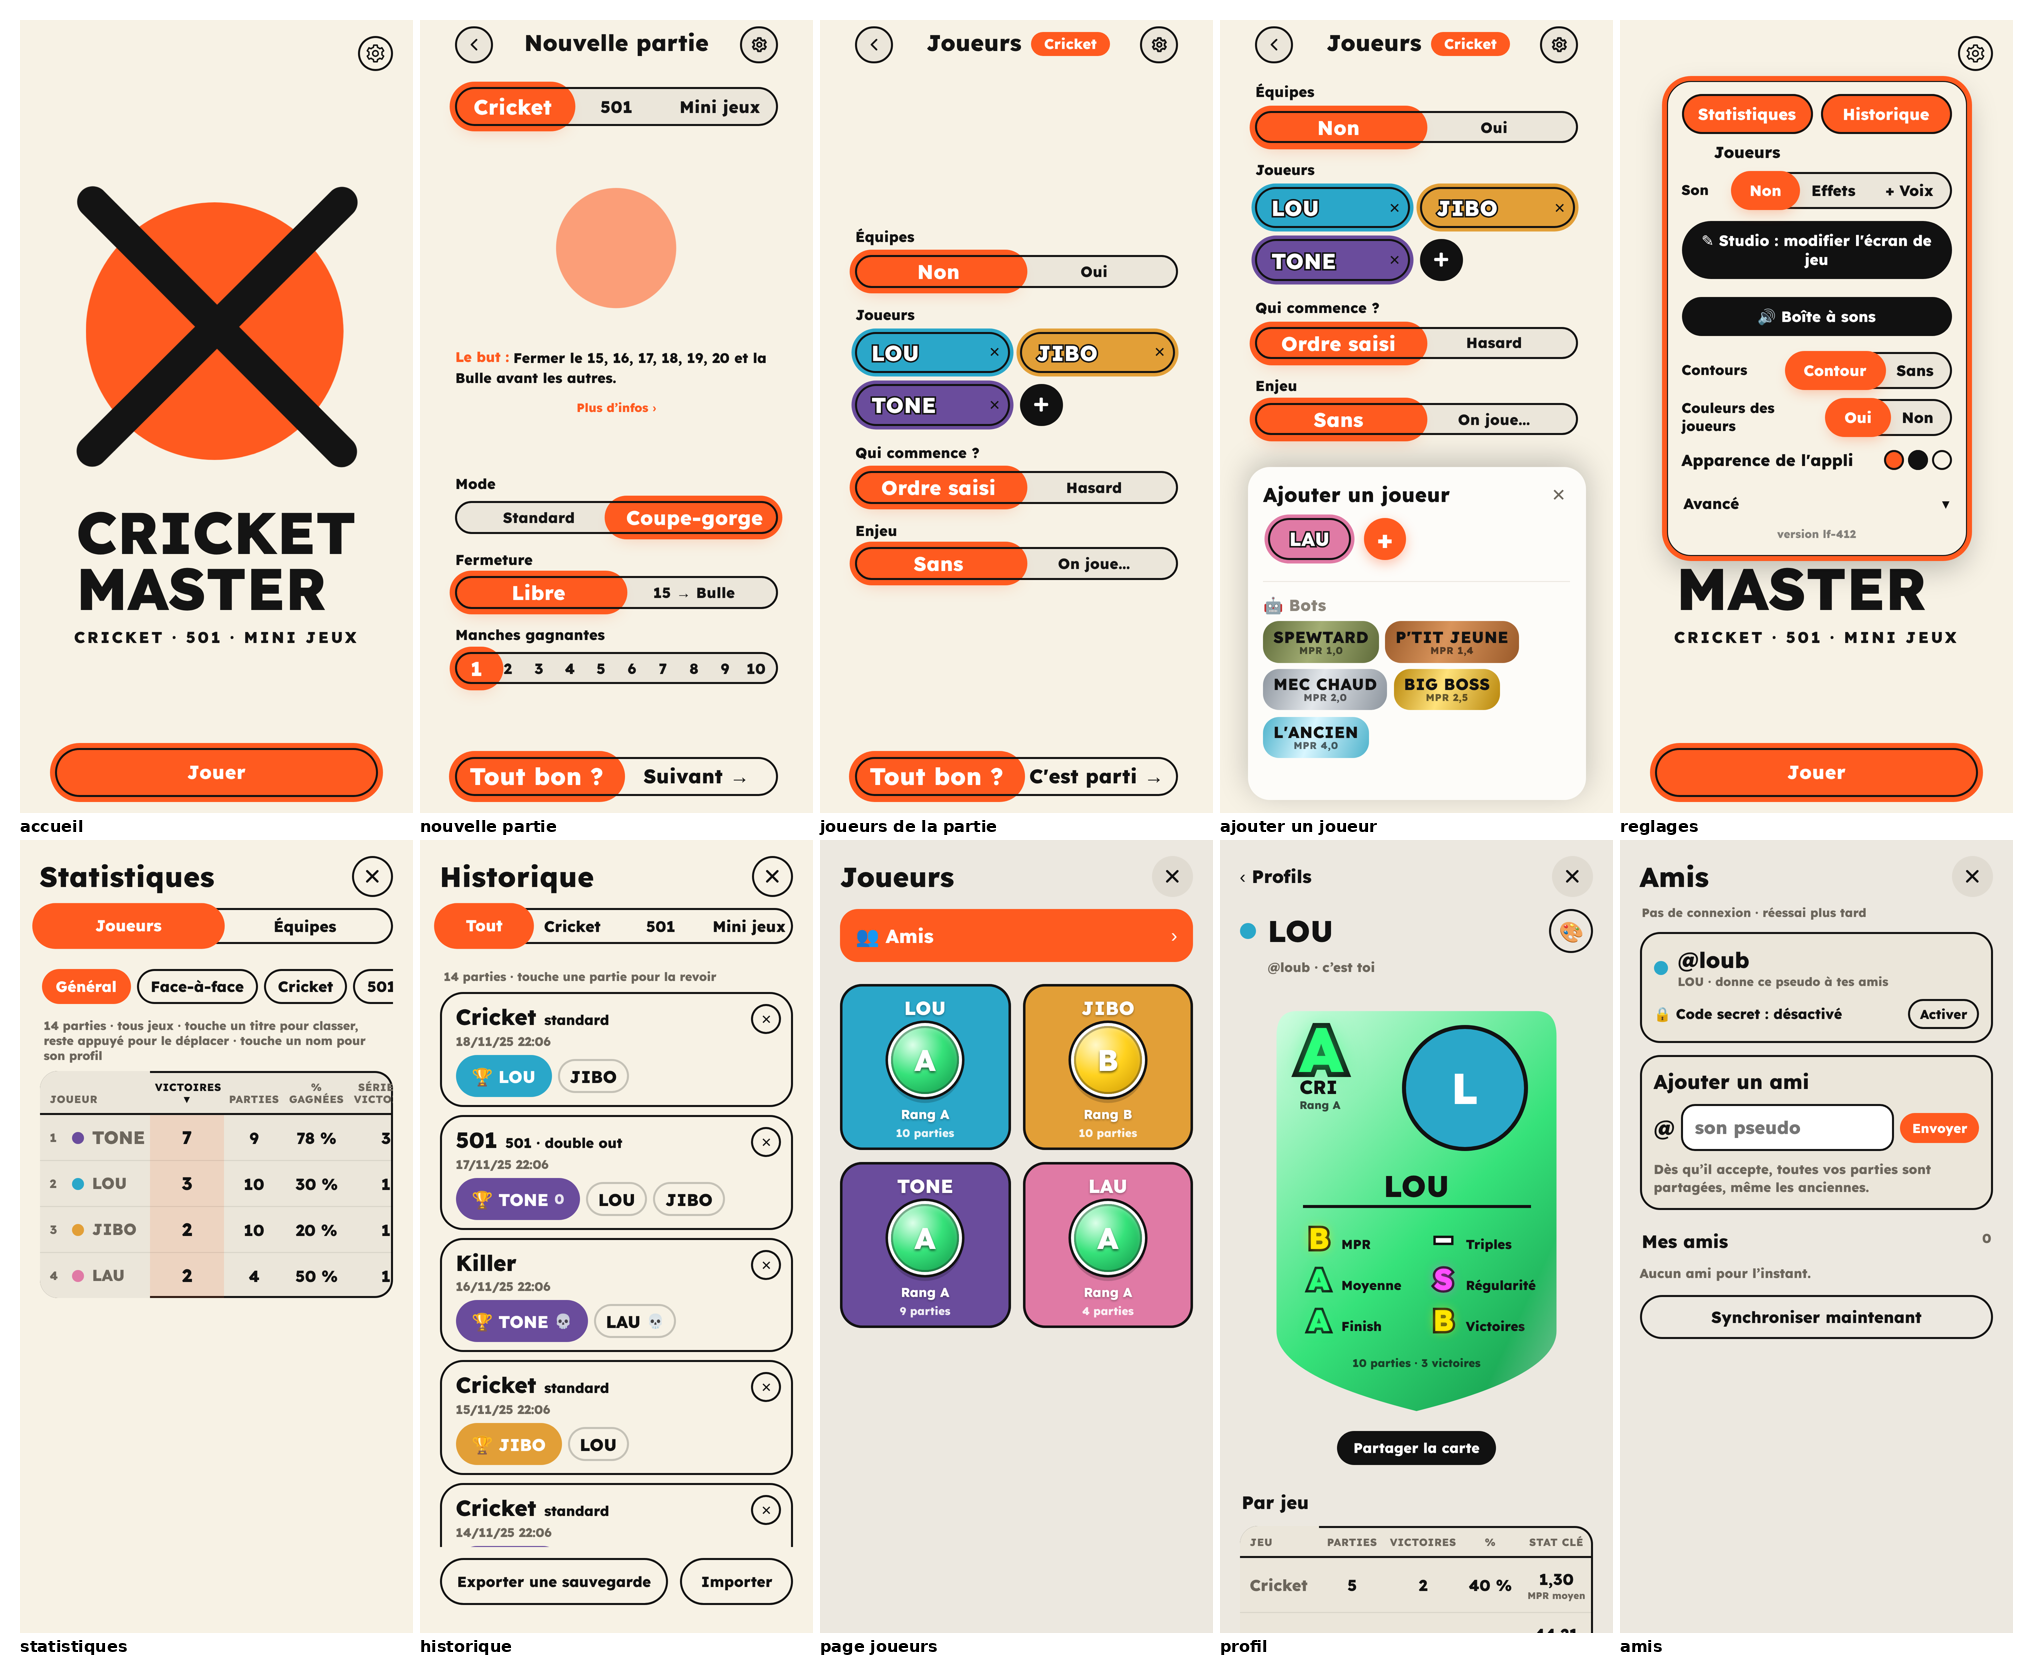 CRICKET
MASTER
CRICKET · 501 · MINI JEUX
Jouer
accueil
Nouvelle partie
Cricket 501 Mini jeux
Le but : Fermer le 15, 16, 17, 18, 19, 20 et la
Bulle avant les autres.
Plus d'infos ›
Mode
Standard Coupe-gorge
Fermeture
Libre 15 → Bulle
Manches gagnantes
1 2 3 4 5 6 7 8 9 10
Tout bon ? Suivant →
nouvelle partie
Joueurs Cricket
Équipes
Non Oui
Joueurs
LOU × JIBO ×
TONE × +
Qui commence ?
Ordre saisi Hasard
Enjeu
Sans On joue...
Tout bon ? C'est parti →
joueurs de la partie
Joueurs Cricket
Équipes
Non Oui
Joueurs
LOU × JIBO ×
TONE × +
Qui commence ?
Ordre saisi Hasard
Enjeu
Sans On joue...
Ajouter un joueur ×
LAU +
🤖 Bots
SPEWTARD
MPR 1,0
P'TIT JEUNE
MPR 1,4
MEC CHAUD
MPR 2,0
BIG BOSS
MPR 2,5
L'ANCIEN
MPR 4,0
ajouter un joueur
Statistiques Historique
Joueurs
Son Non Effets + Voix
✎ Studio : modifier l'écran de
jeu
🔊 Boîte à sons
Contours Contour Sans
Couleurs des
joueurs
Oui Non
Apparence de l'appli
Avancé ▼
version lf-412
MASTER
CRICKET · 501 · MINI JEUX
Jouer
reglages
Statistiques ×
Joueurs Équipes
Général Face-à-face Cricket 501
14 parties · tous jeux · touche un titre pour classer,
reste appuyé pour le déplacer · touche un nom pour
son profil
JOUEUR VICTOIRES ▼ PARTIES % GAGNÉES SÉRIE VICTO
1 TONE 7 9 78 % 3
2 LOU 3 10 30 % 1
3 JIBO 2 10 20 % 1
4 LAU 2 4 50 % 1
statistiques
Historique ×
Tout Cricket 501 Mini jeux
14 parties · touche une partie pour la revoir
Cricket standard ×
18/11/25 22:06
🏆 LOU JIBO
501 501 · double out ×
17/11/25 22:06
🏆 TONE 0 LOU JIBO
Killer ×
16/11/25 22:06
🏆 TONE 💀 LAU 💀
Cricket standard ×
15/11/25 22:06
🏆 JIBO LOU
Cricket standard ×
14/11/25 22:06
Exporter une sauvegarde Importer
historique
Joueurs ×
👥 Amis ›
LOU
A
Rang A
10 parties
JIBO
B
Rang B
10 parties
TONE
A
Rang A
9 parties
LAU
A
Rang A
4 parties
page joueurs
‹ Profils ×
LOU
@loub · c'est toi
A
CRI
Rang A
L
LOU
B MPR – Triples
A Moyenne S Régularité
A Finish B Victoires
10 parties · 3 victoires
Partager la carte
Par jeu
JEU PARTIES VICTOIRES % STAT CLÉ
Cricket 5 2 40 % 1,30
MPR moyen
profil
Amis ×
Pas de connexion · réessai plus tard
@loub
LOU · donne ce pseudo à tes amis
🔒 Code secret : désactivé Activer
Ajouter un ami
@ son pseudo Envoyer
Dès qu'il accepte, toutes vos parties sont
partagées, même les anciennes.
Mes amis 0
Aucun ami pour l'instant.
Synchroniser maintenant
amis